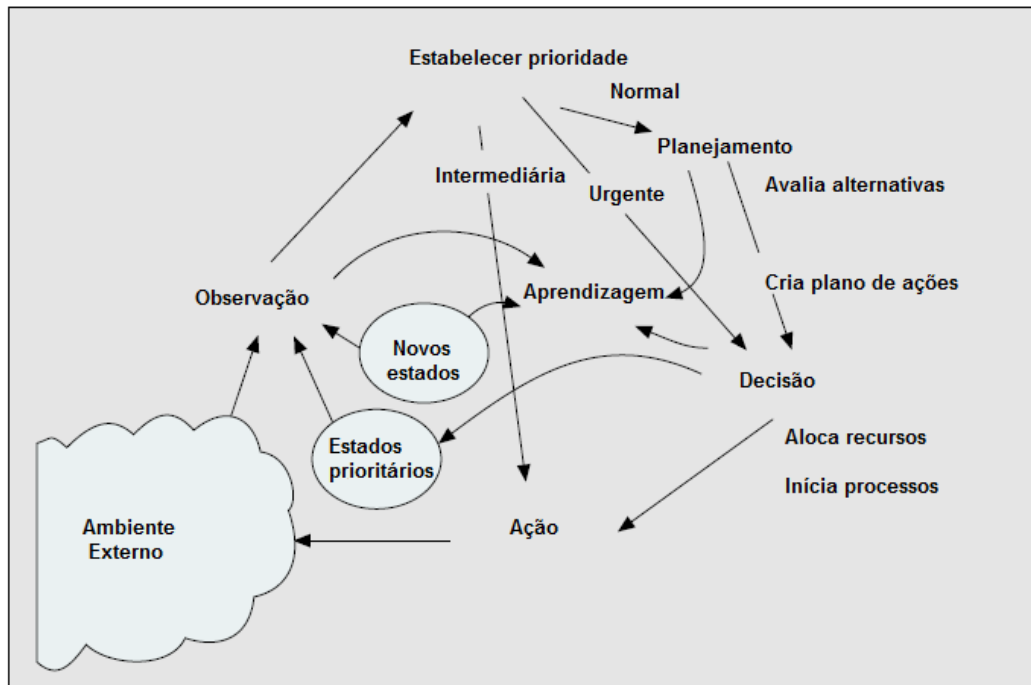 Estabelecer prioridade
Normal
Planejamento
Intermediária
Avalia alternativas
Urgente
Observação
Aprendizagem
Cria plano de ações
Novos
estados
Decisão
Estados
prioritários
Aloca recursos
Inícia processos
Ambiente
Externo
Ação